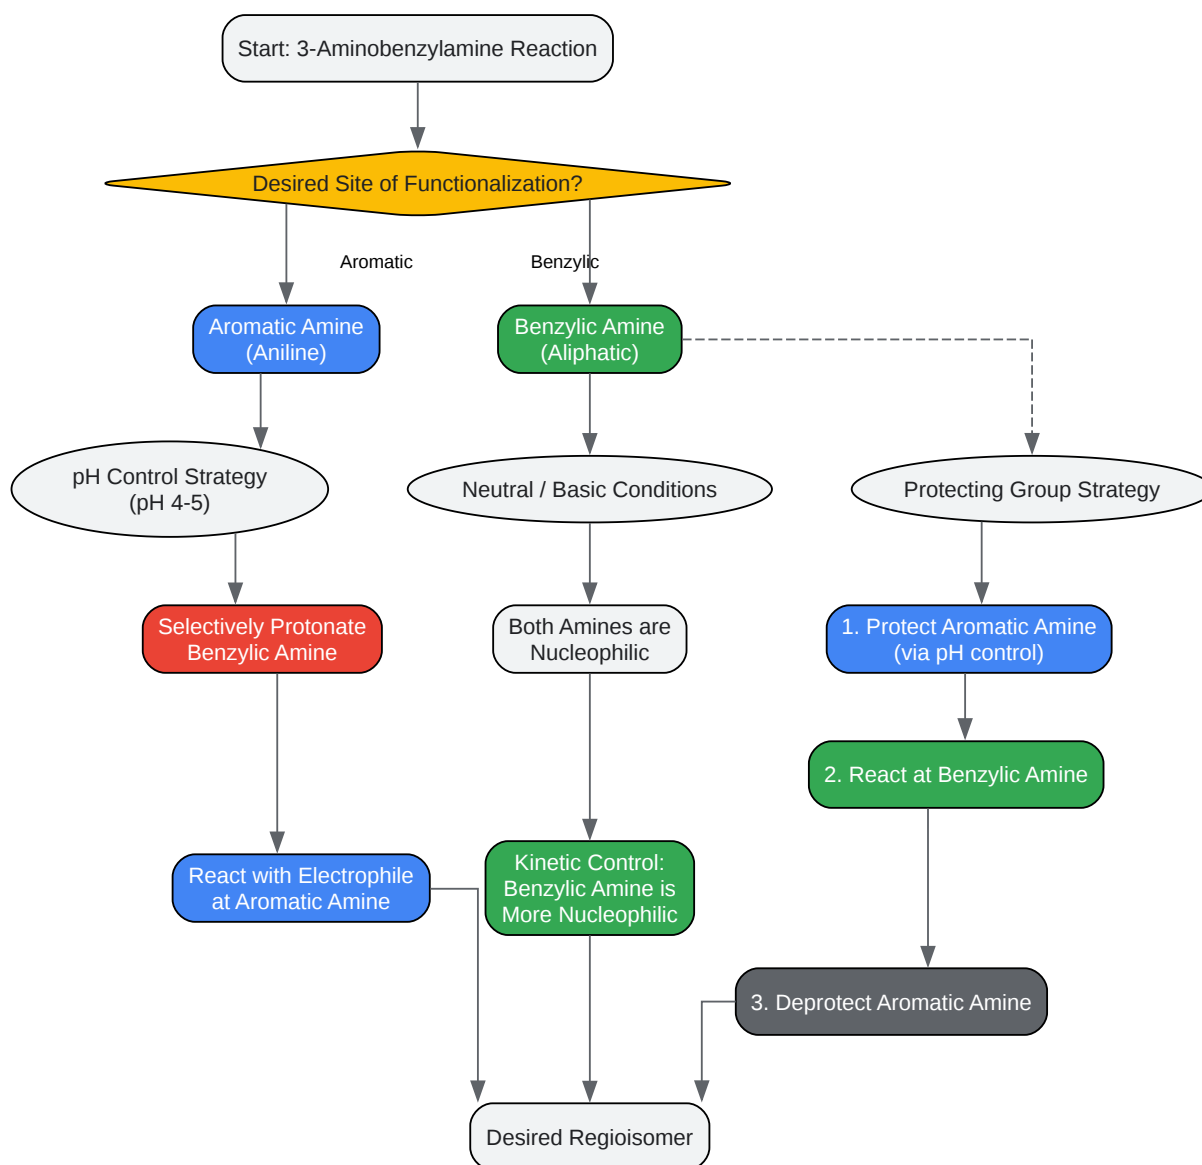 Start: 3-Aminobenzylamine Reaction
Desired Site of Functionalization?
Aromatic
Benzylic
Aromatic Amine
(Aniline)
Benzylic Amine
(Aliphatic)
pH Control Strategy
(pH 4-5)
Neutral / Basic Conditions
Protecting Group Strategy
Selectively Protonate
Benzylic Amine
Both Amines are
Nucleophilic
1. Protect Aromatic Amine
(via pH control)
2. React at Benzylic Amine
React with Electrophile
at Aromatic Amine
Kinetic Control:
Benzylic Amine is
More Nucleophilic
3. Deprotect Aromatic Amine
Desired Regioisomer